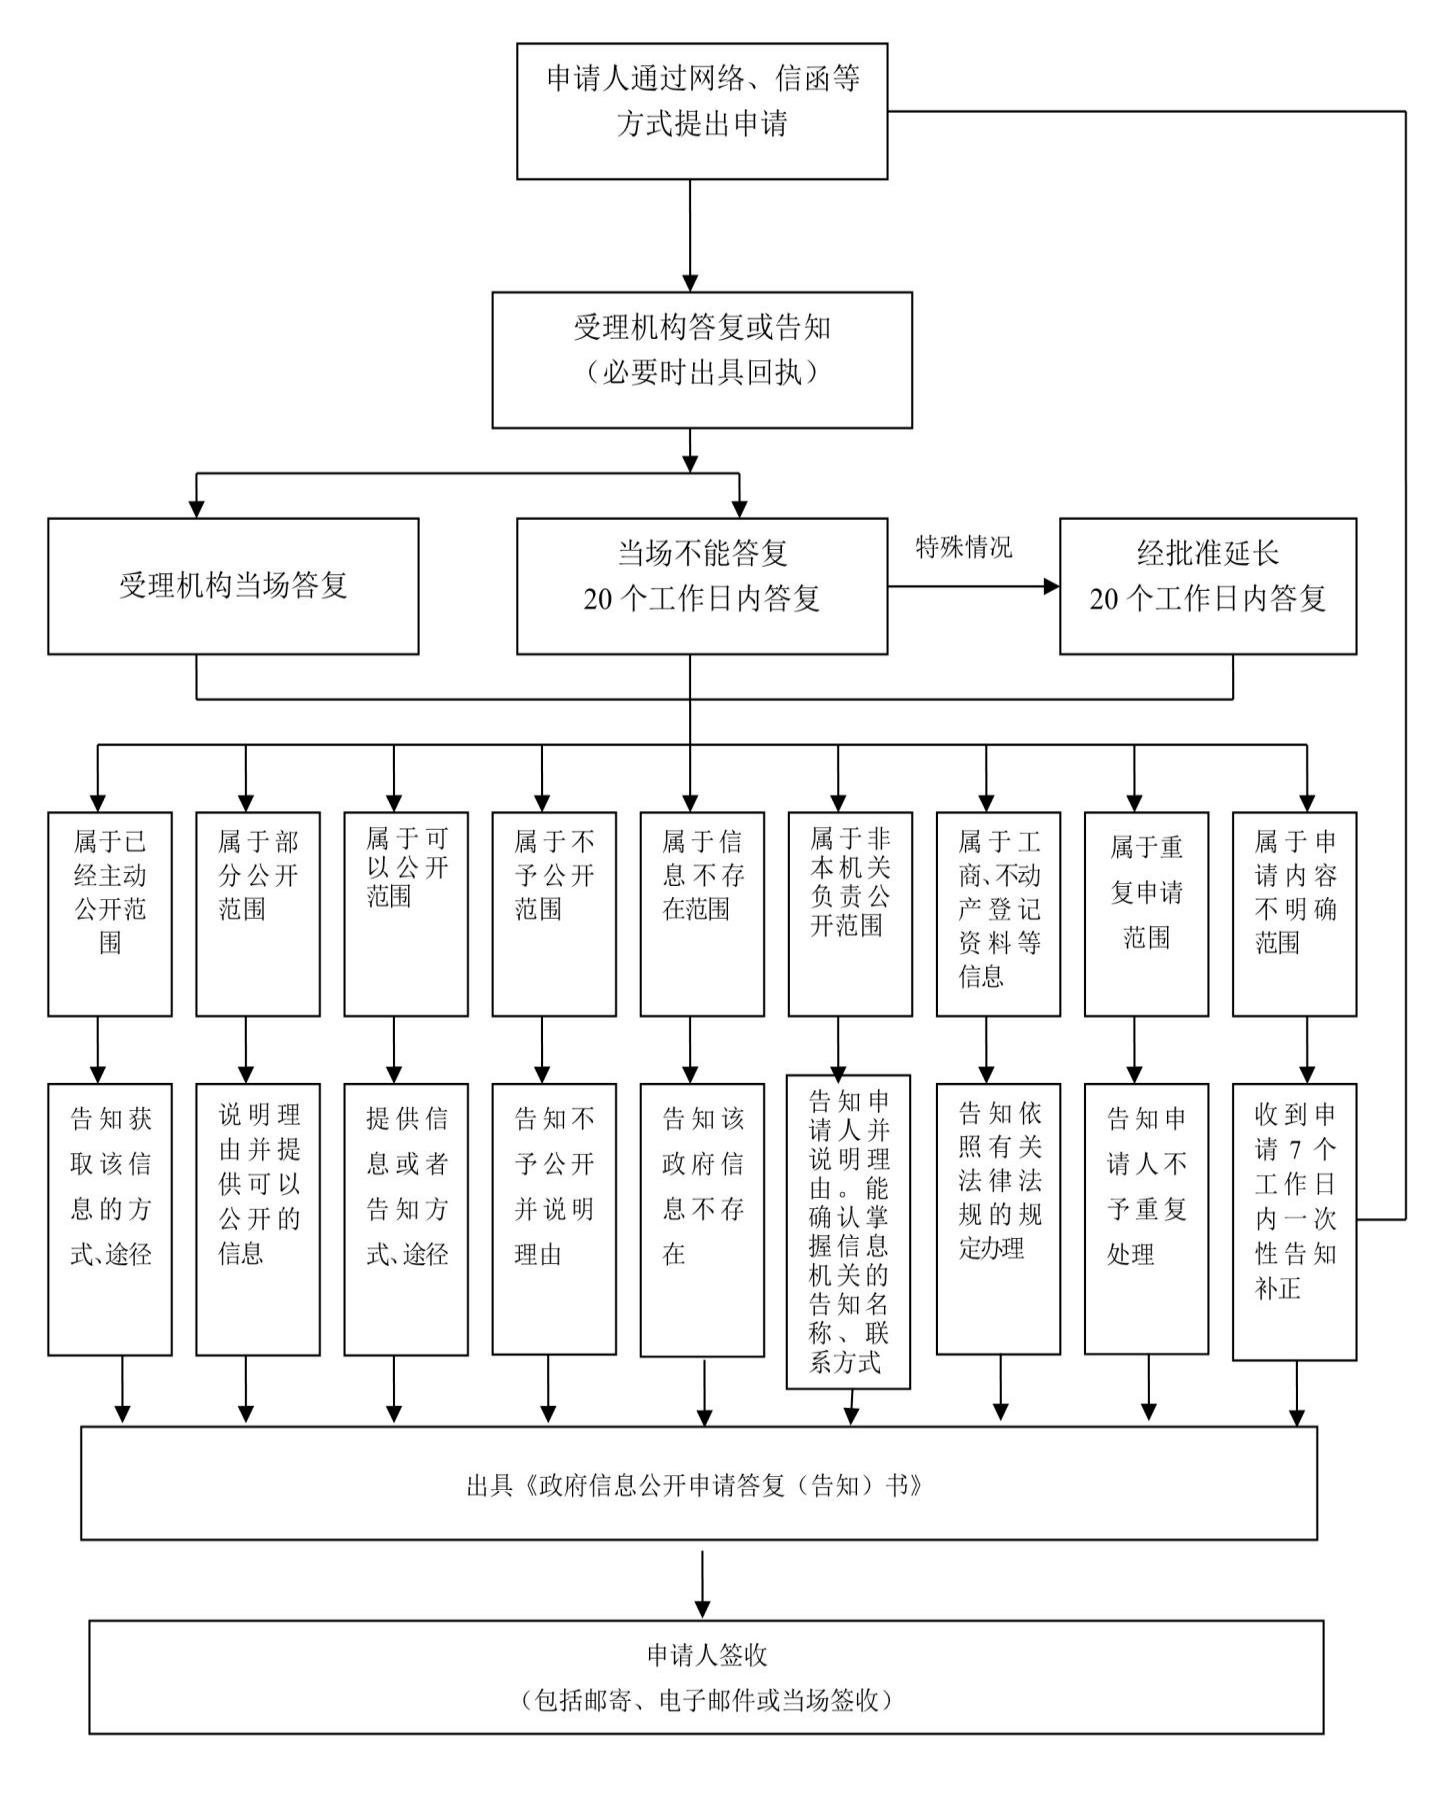 申请人通过网络、信函等
方式提出申请
受理机构答复或告知
（必要时出具回执）
受理机构当场答复
当场不能答复
20 个工作日内答复
特殊情况
经批准延长
20 个工作日内答复
属于已
经主动
公开范
围
属于部
分公开
范围
属于可
以公开
范围
属于不
予公开
范围
属于信
息不存
在范围
属于非
本机关
负责公
开范围
属于工
商、不动
产登记
资料等
信息
属于重
复申请
范围
属于申
请内容
不明确
范围
告知获
取该信
息的方
式、途径
说明理
由并提
供可以
公开的
信息
提供信
息或者
告知方
式、途径
告知不
予公开
并说明
理由
告知该
政府信
息不存
在
告知申
请人并
说明理
由。能
确认掌
握信息
机关的
告知名
称、联
系方式
告知依
照有关
法律法
规的规
定办理
告知申
请人不
予重复
处理
收到申
请 7 个
工作日
内一次
性告知
补正
出具《政府信息公开申请答复（告知）书》
申请人签收
（包括邮寄、电子邮件或当场签收）